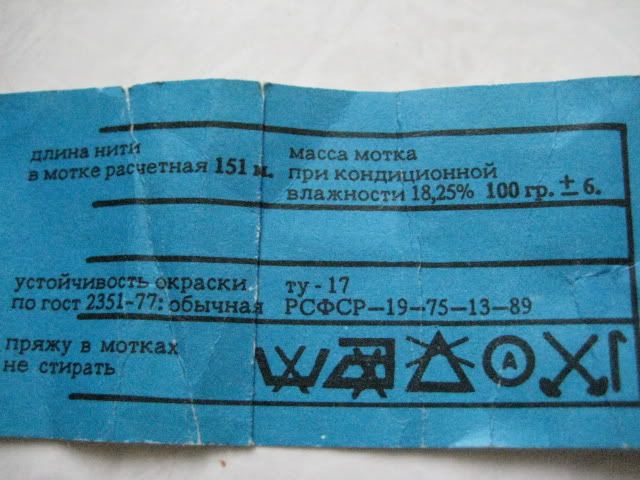 длина нити
в мотке расчетная 151 м.
масса мотка
при кондиционной
влажности 18,25% 100 гр. ± 6.
устойчивость окраски
по гост 2351-77: обычная
ту - 17
РСФСР—19—75—13—89
пряжу в мотках
не стирать
А